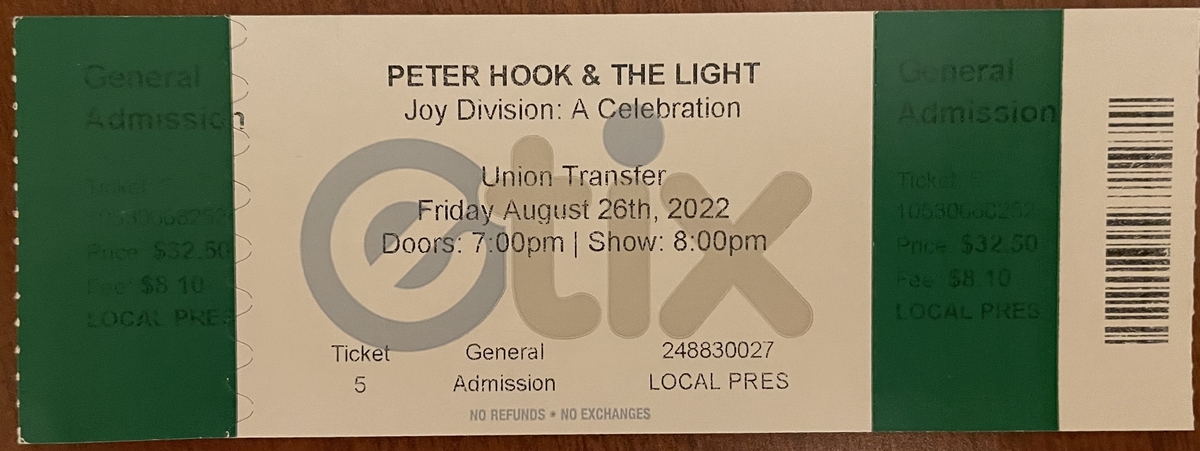 General
Admission
Ticket 5
Price $32.50
Fee $8.10
LOCAL PRES
PETER HOOK & THE LIGHT
Joy Division: A Celebration
etix
Union Transfer
Friday August 26th, 2022
Doors: 7:00pm | Show: 8:00pm
Ticket
5
General
Admission
248830027
LOCAL PRES
NO REFUNDS • NO EXCHANGES
General
Admission
Ticket 5
Price $32.50
Fee $8.10
LOCAL PRES